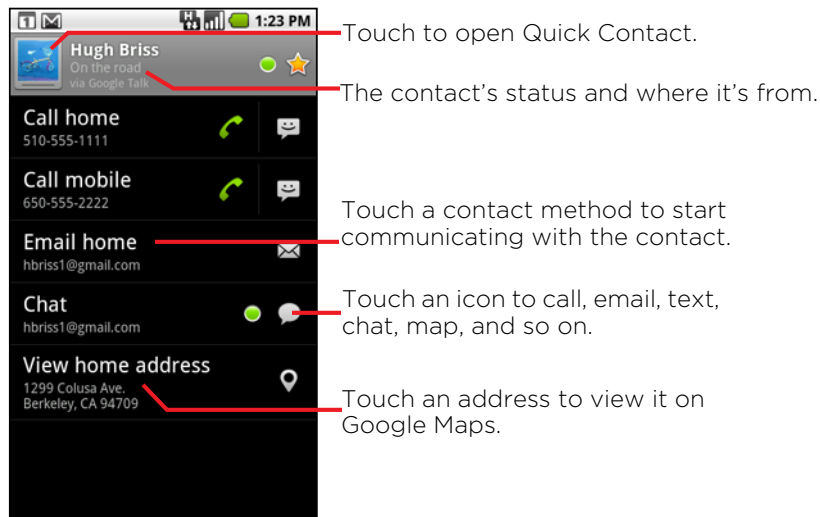 1 1:23 PM
Hugh Briss
On the road
via Google Talk
Touch to open Quick Contact.
The contact's status and where it's from.
Call home
510-555-1111
Call mobile
650-555-2222
Touch a contact method to start
communicating with the contact.
Email home
hbriss1@gmail.com
Touch an icon to call, email, text,
chat, map, and so on.
Chat
hbriss1@gmail.com
View home address
1299 Colusa Ave.
Berkeley, CA 94709
Touch an address to view it on
Google Maps.